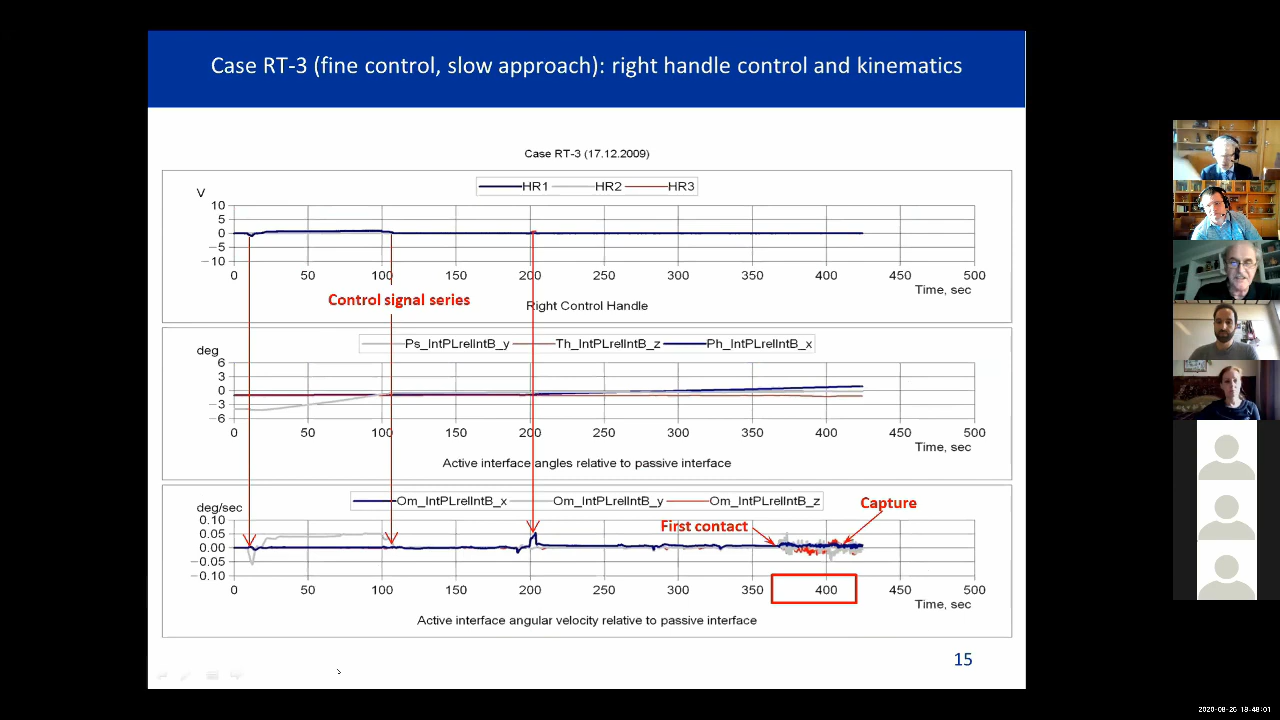 Case RT-3 (fine control, slow approach): right handle control and kinematics
Case RT-3 (17.12.2009)
HR1 HR2 HR3
V
10
5
0
−5
−10
0 50 100 150 200 250 300 350 400 450 500
Time, sec
Control signal series
Right Control Handle
Ps_IntPLrelIntB_y Th_IntPLrelIntB_z Ph_IntPLrelIntB_x
deg
6
3
0
−3
−6
0 50 100 150 200 250 300 350 400 450 500
Time, sec
Active interface angles relative to passive interface
Om_IntPLrelIntB_x Om_IntPLrelIntB_y Om_IntPLrelIntB_z
deg/sec
Capture
First contact
0.10
0.05
0.00
−0.05
−0.10
0 50 100 150 200 250 300 350 400 450 500
Time, sec
Active interface angular velocity relative to passive interface
15
2020-08-26 18:48:01